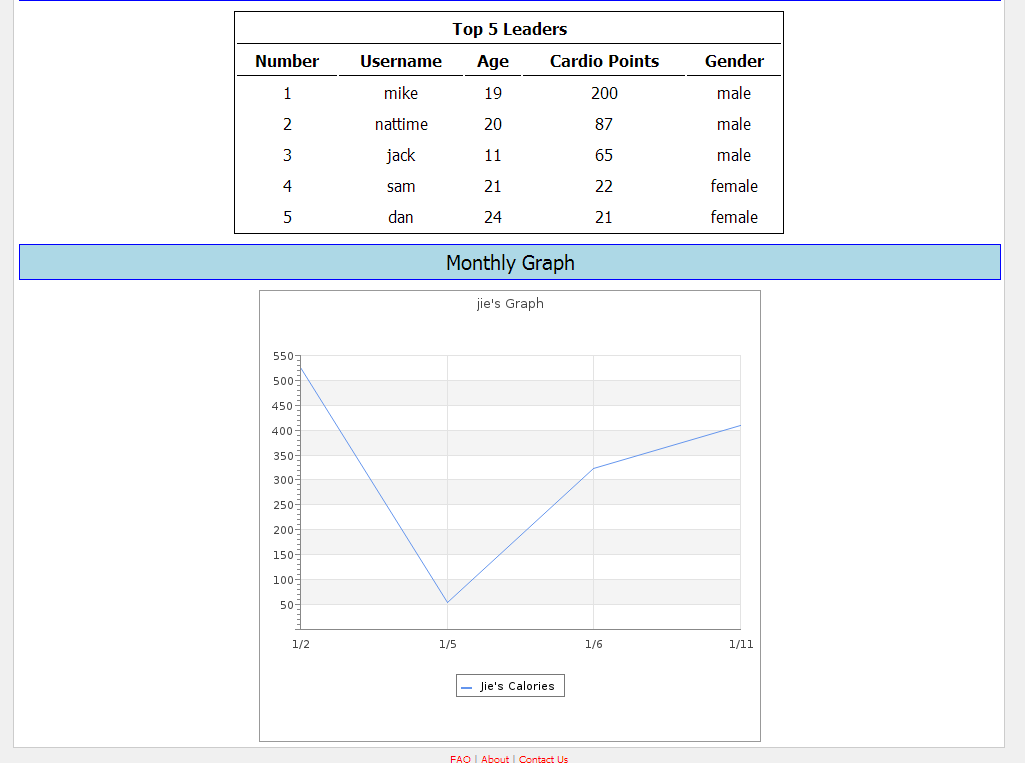 Top 5 Leaders
Number Username Age Cardio Points Gender
1 mike 19 200 male
2 nattime 20 87 male
3 jack 11 65 male
4 sam 21 22 female
5 dan 24 21 female
Monthly Graph
jie's Graph
550
500
450
400
350
300
250
200
150
100
50
1/2 1/5 1/6 1/11
Jie's Calories
FAQ | About | Contact Us